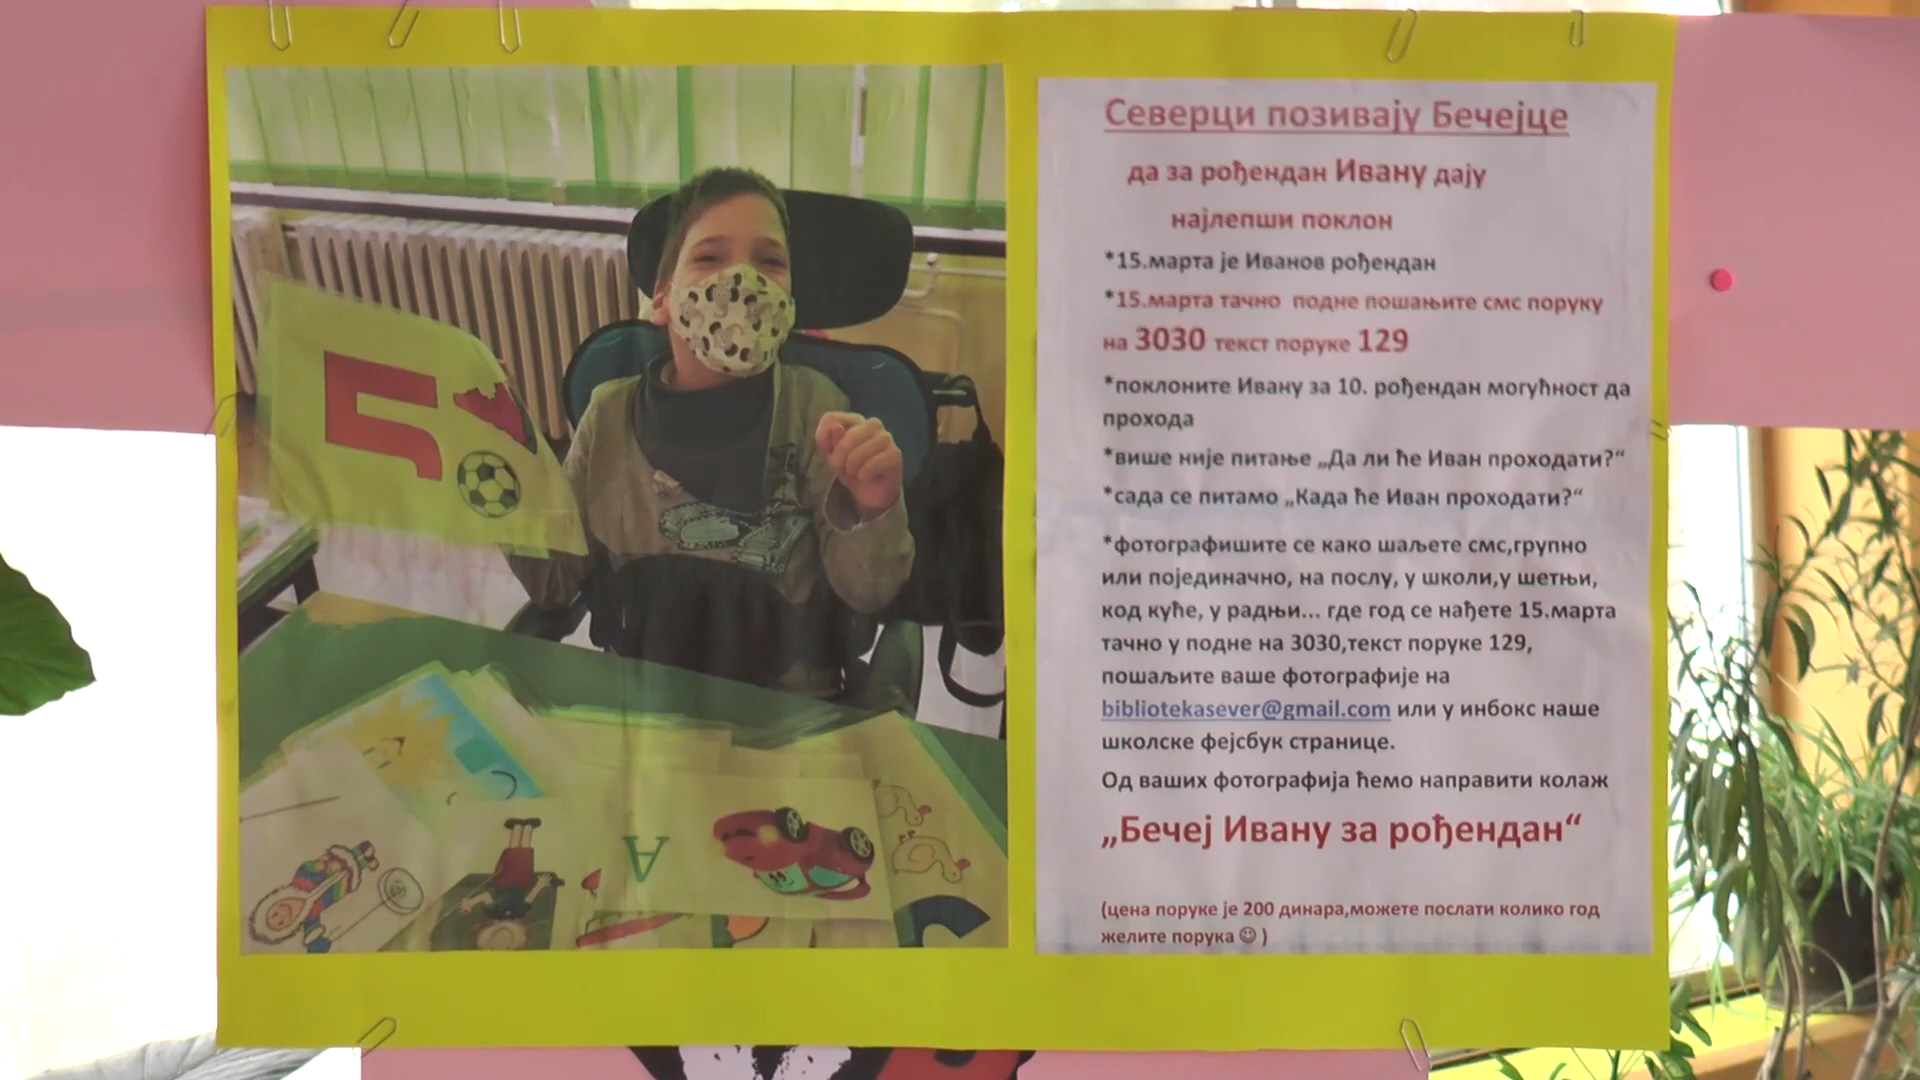 Северци позивају Бечејце
да за рођендан Ивану дају
најлепши поклон
*15.марта је Иванов рођендан
*15.марта тачно подне пошањите смс поруку
на 3030 текст поруке 129
*поклоните Ивану за 10. рођендан могућност да
прохода
*више није питање „Да ли ће Иван проходати?“
*сада се питамо „Када ће Иван проходати?“
*фотографишите се како шаљете смс,групно
или појединачно, на послу, у школи,у шетњи,
код куће, у радњи... где год се нађете 15.марта
тачно у подне на 3030,текст поруке 129,
пошаљите ваше фотографије на
bibliotekasever@gmail.com или у инбокс наше
школске фејсбук странице.
Од ваших фотографија ћемо направити колаж
„Бечеј Ивану за рођендан“
(цена поруке је 200 динара,можете послати колико год
желите порука ☺ )
А